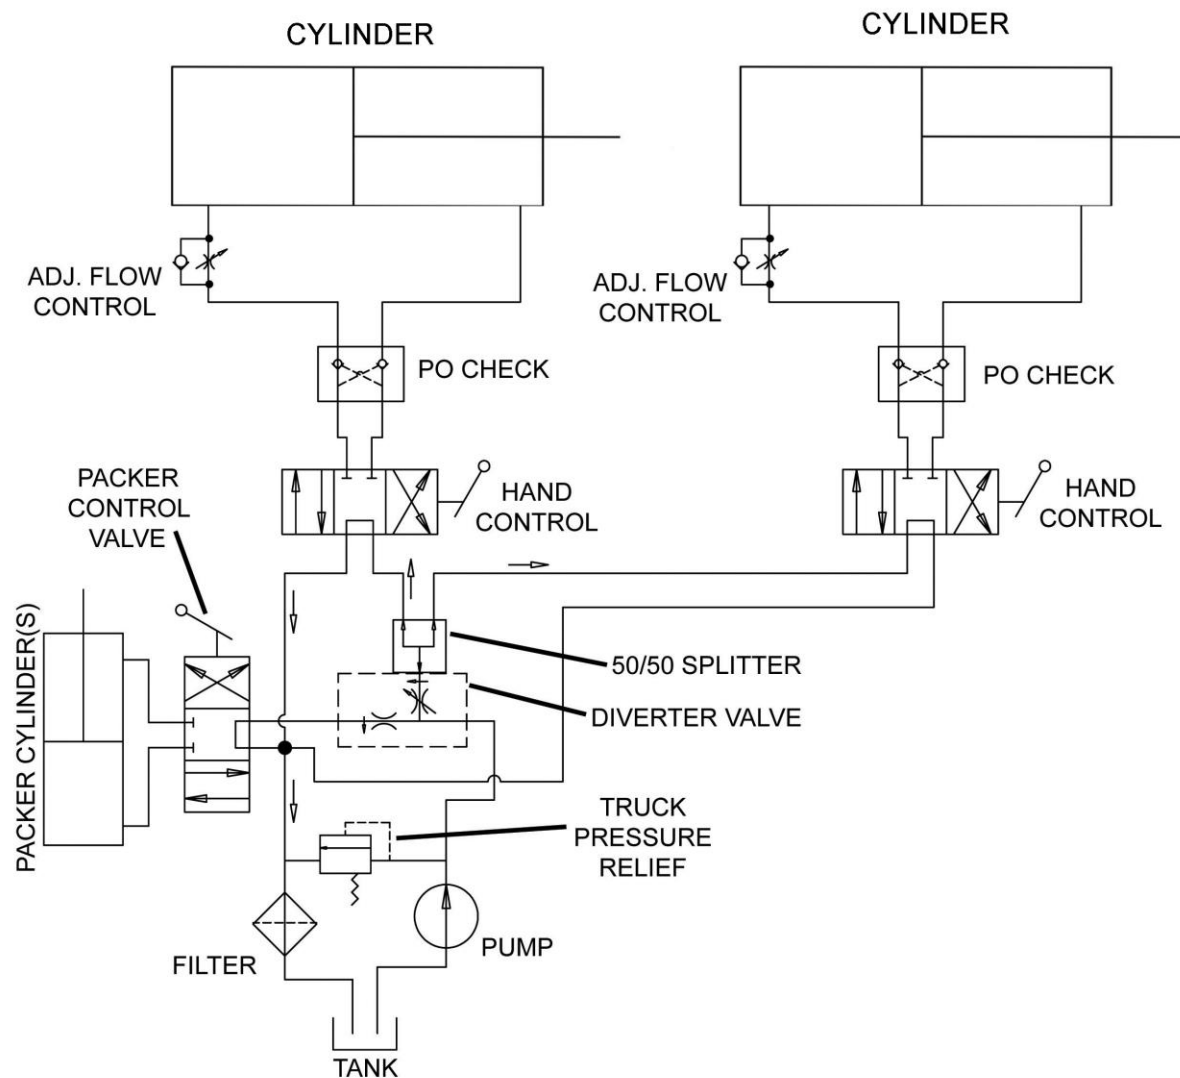 CYLINDER
CYLINDER
ADJ. FLOW
CONTROL
ADJ. FLOW
CONTROL
PO CHECK
PO CHECK
PACKER
CONTROL
VALVE
HAND
CONTROL
HAND
CONTROL
PACKER CYLINDER(S)
50/50 SPLITTER
DIVERTER VALVE
TRUCK
PRESSURE
RELIEF
FILTER
PUMP
TANK